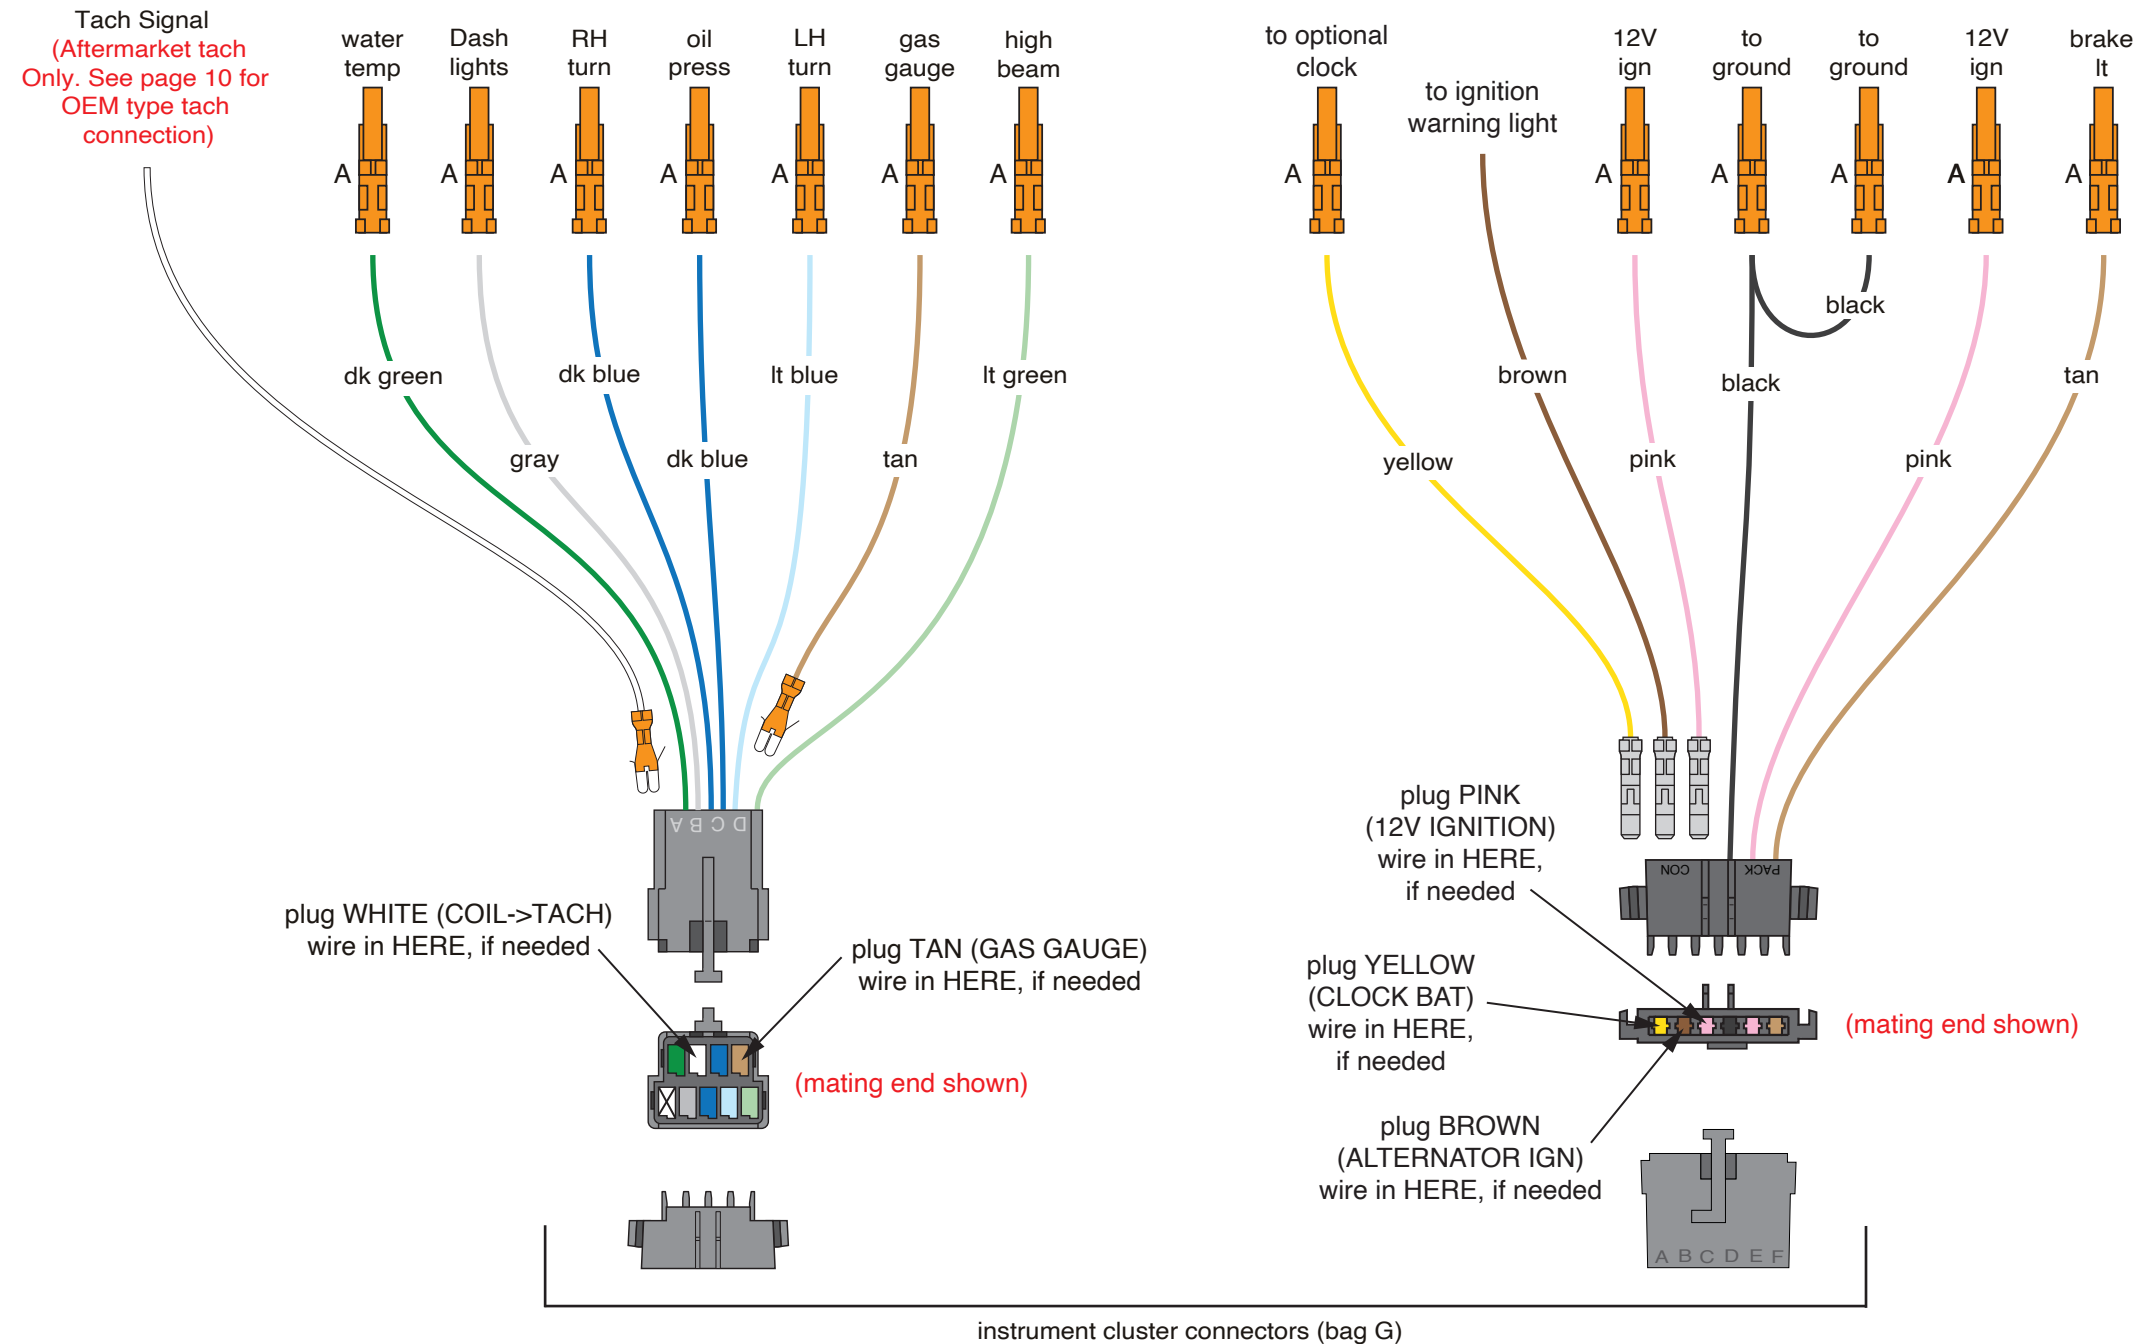 Tach Signal
(Aftermarket tach
Only. See page 10 for
OEM type tach
connection)
water
temp
Dash
lights
RH
turn
oil
press
LH
turn
gas
gauge
high
beam
to optional
clock
to ignition
warning light
12V
ign
to
ground
to
ground
12V
ign
brake
lt
A
A
A
A
A
A
A
A
A
A
A
A
A
black
dk green
dk blue
lt blue
lt green
brown
black
tan
gray
dk blue
tan
yellow
pink
pink
A B C D
plug PINK
(12V IGNITION)
wire in HERE,
if needed
CON
PACK
plug WHITE (COIL->TACH)
wire in HERE, if needed
plug TAN (GAS GAUGE)
wire in HERE, if needed
plug YELLOW
(CLOCK BAT)
wire in HERE,
if needed
(mating end shown)
(mating end shown)
plug BROWN
(ALTERNATOR IGN)
wire in HERE, if needed
A B C D E F
instrument cluster connectors (bag G)